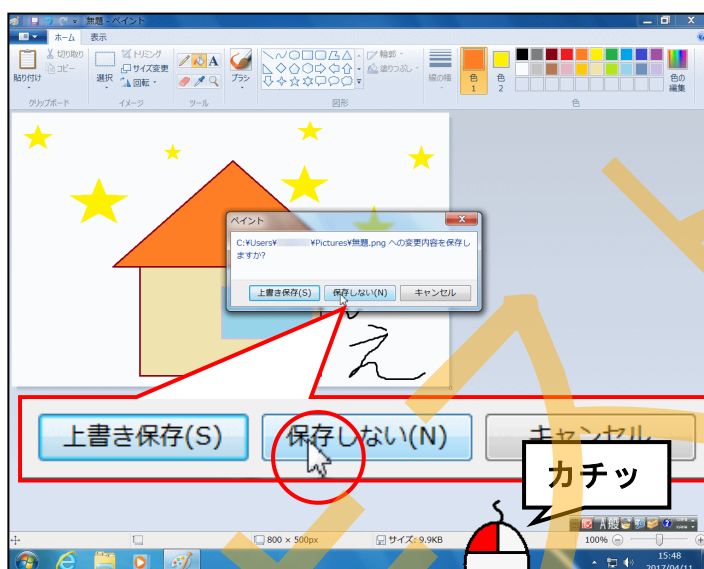 無題 - ペイント
ホーム 表示
貼り付け
切り取り
コピー
選択
トリミング
サイズ変更
回転
A
ブラシ
輪郭
塗りつぶし
線の幅
色
1
色
2
色の
編集
クリップボード イメージ ツール 図形 色
ペイント
C:¥Users¥ ¥Pictures¥無題.png への変更内容を保存し
ますか?
上書き保存(S) 保存しない(N) キャンセル
え
上書き保存(S) 保存しない(N) キャンセル
カチッ
A 般
800 × 500px サイズ: 9.9KB 100%
15:48
2017/04/11